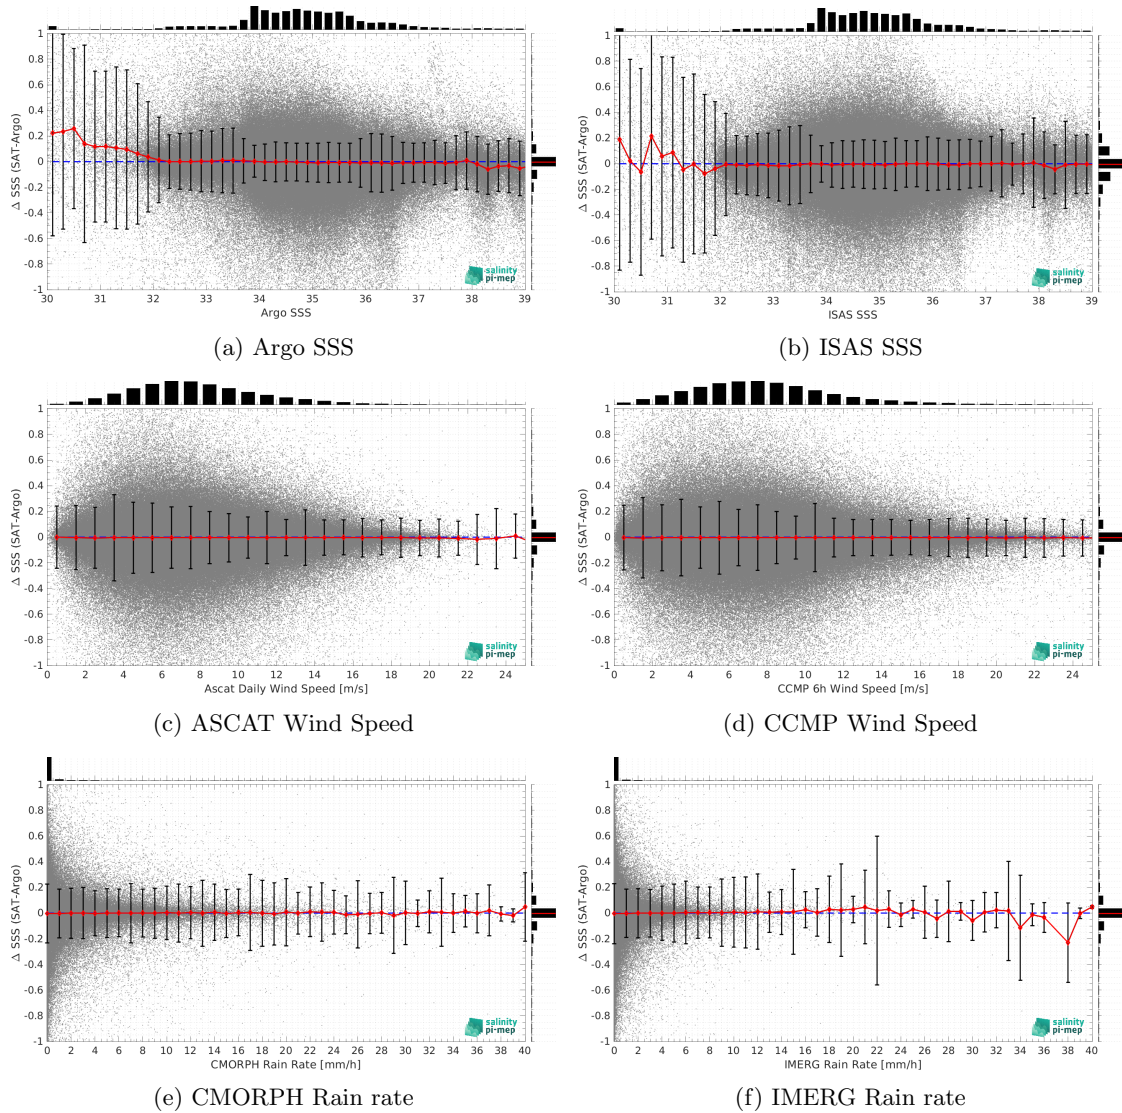 1
0.8
0.6
0.4
0.2
0
-0.2
-0.4
-0.6
-0.8
-1
Δ SSS (SAT-Argo)
salinity
pi-mep
30 31 32 33 34 35 36 37 38 39
Argo SSS
(a) Argo SSS
1
0.8
0.6
0.4
0.2
0
-0.2
-0.4
-0.6
-0.8
-1
Δ SSS (SAT-Argo)
salinity
pi-mep
30 31 32 33 34 35 36 37 38 39
ISAS SSS
(b) ISAS SSS
1
0.8
0.6
0.4
0.2
0
-0.2
-0.4
-0.6
-0.8
-1
Δ SSS (SAT-Argo)
salinity
pi-mep
0 2 4 6 8 10 12 14 16 18 20 22 24
Ascat Daily Wind Speed [m/s]
(c) ASCAT Wind Speed
1
0.8
0.6
0.4
0.2
0
-0.2
-0.4
-0.6
-0.8
-1
Δ SSS (SAT-Argo)
salinity
pi-mep
0 2 4 6 8 10 12 14 16 18 20 22 24
CCMP 6h Wind Speed [m/s]
(d) CCMP Wind Speed
1
0.8
0.6
0.4
0.2
0
-0.2
-0.4
-0.6
-0.8
-1
Δ SSS (SAT-Argo)
salinity
pi-mep
0 2 4 6 8 10 12 14 16 18 20 22 24 26 28 30 32 34 36 38 40
CMORPH Rain Rate [mm/h]
(e) CMORPH Rain rate
1
0.8
0.6
0.4
0.2
0
-0.2
-0.4
-0.6
-0.8
-1
Δ SSS (SAT-Argo)
salinity
pi-mep
0 2 4 6 8 10 12 14 16 18 20 22 24 26 28 30 32 34 36 38 40
IMERG Rain Rate [mm/h]
(f) IMERG Rain rate